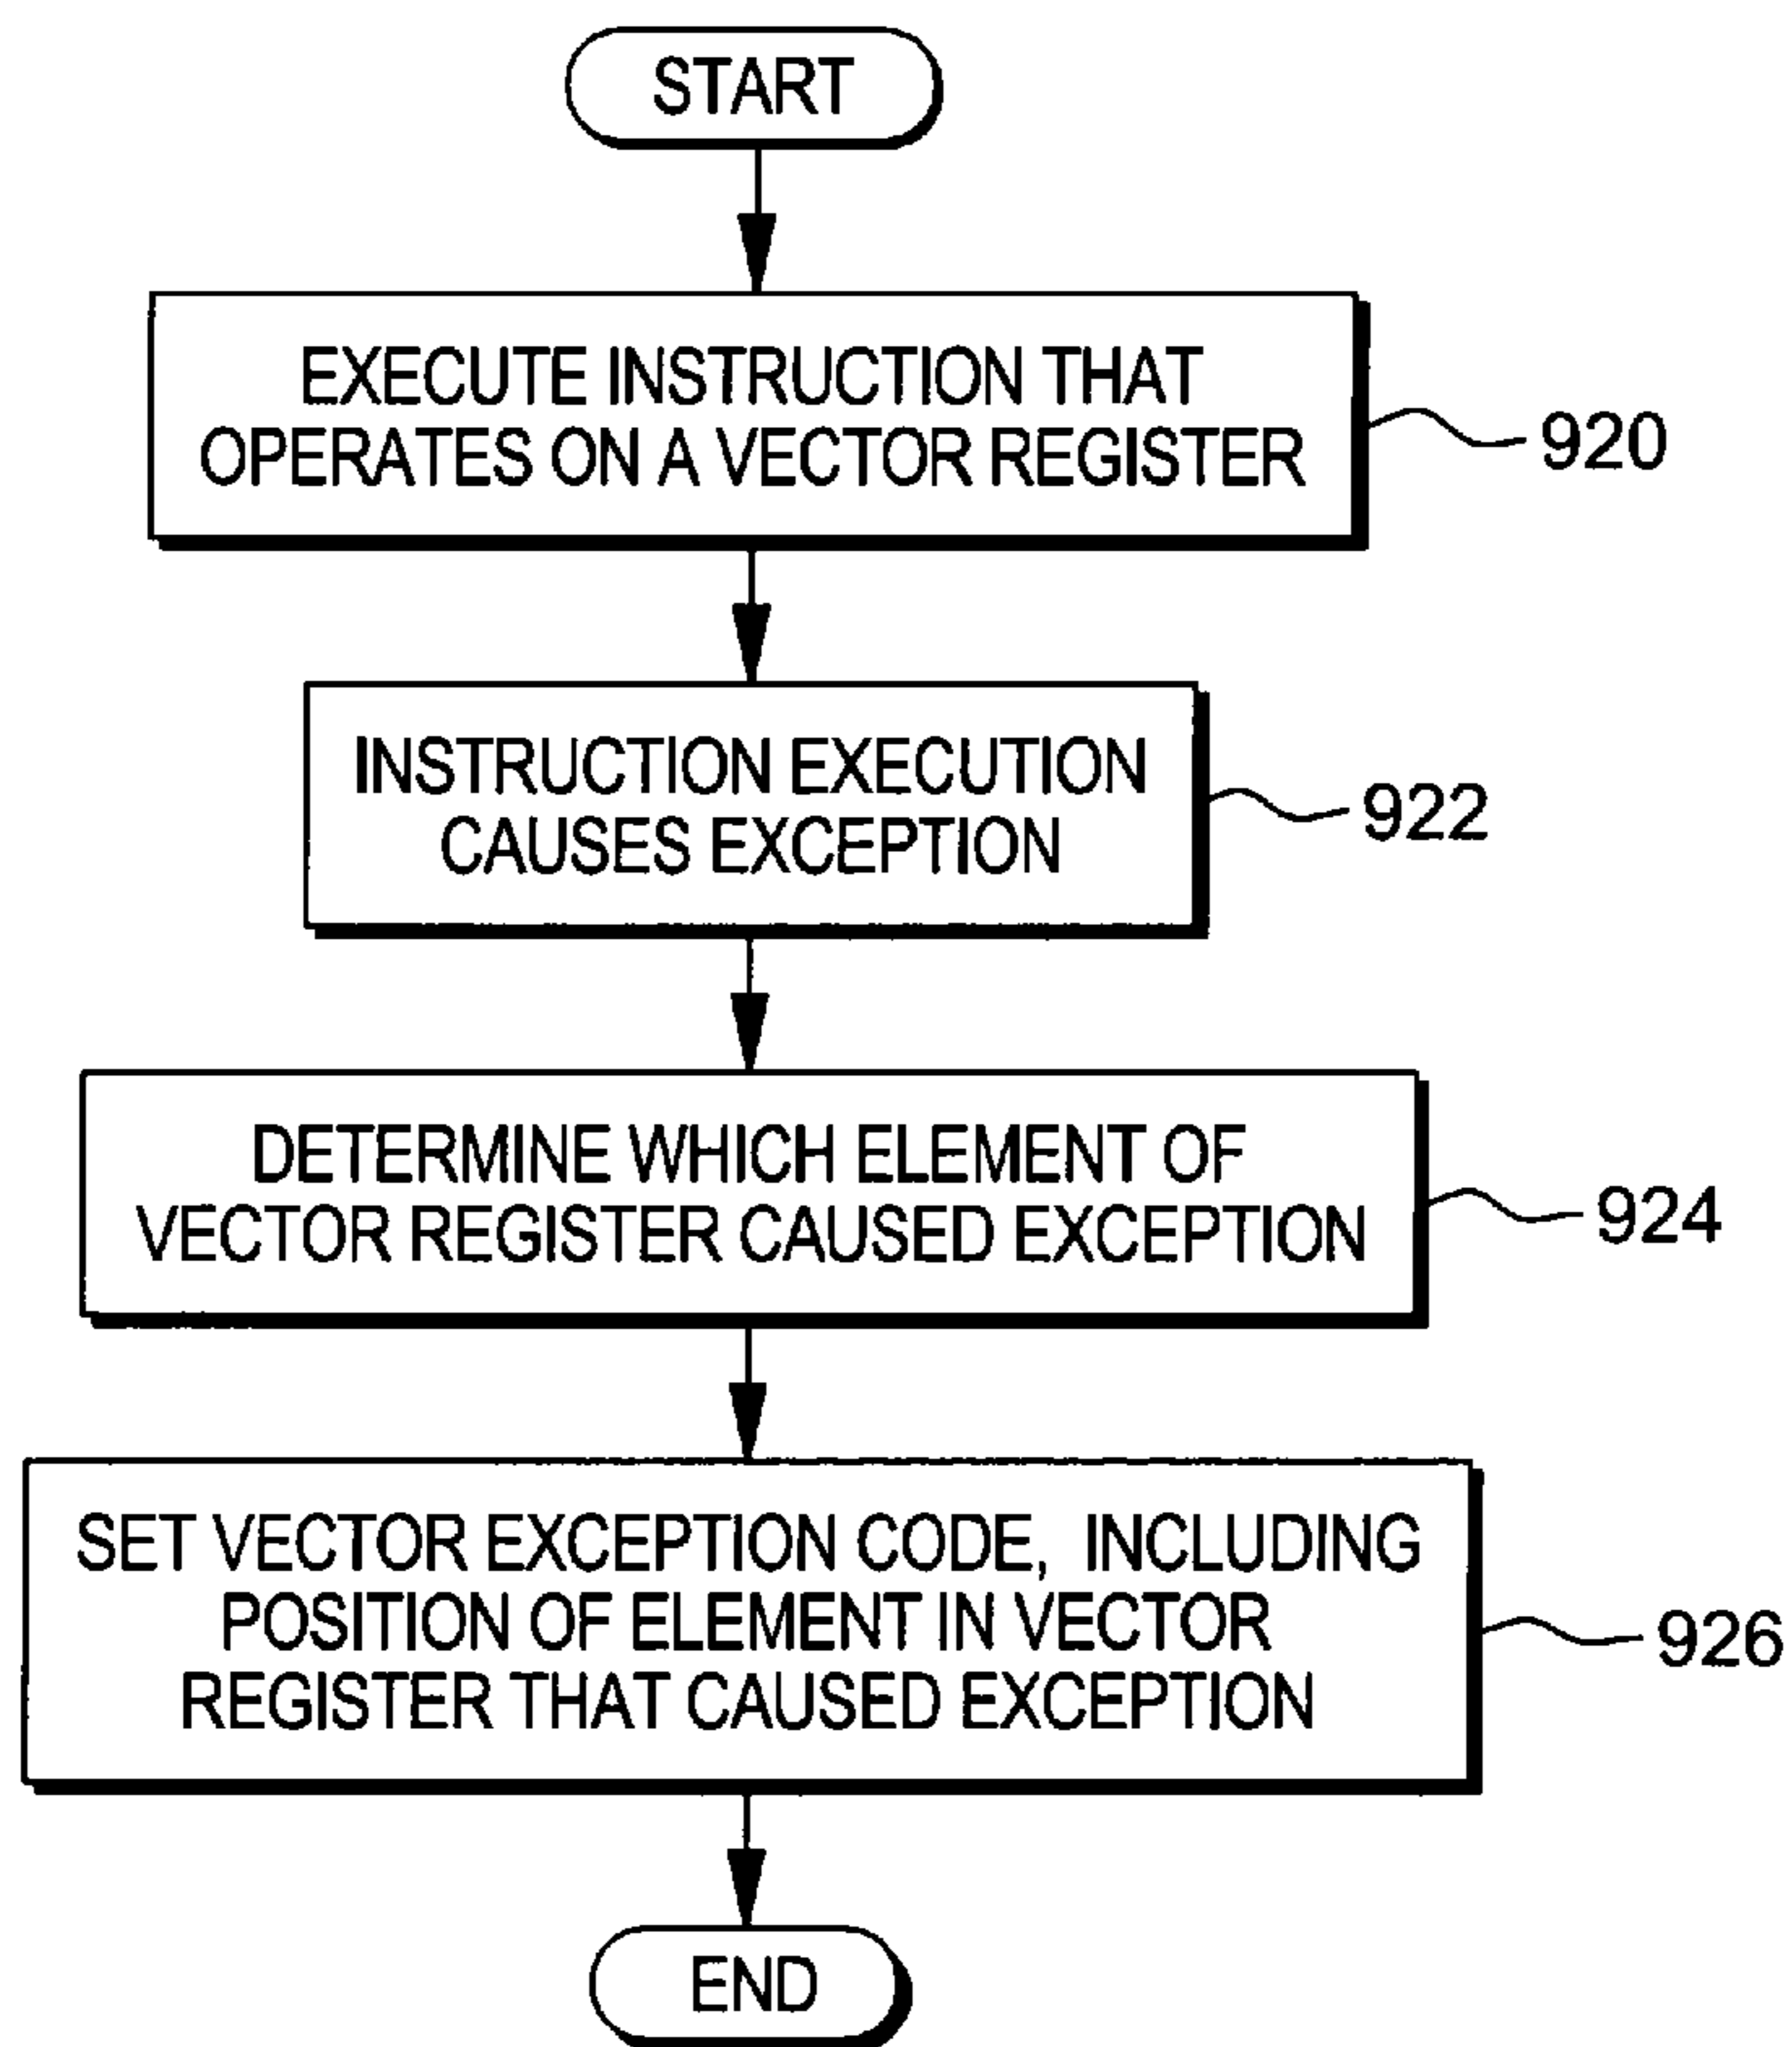 START
EXECUTE INSTRUCTION THAT
OPERATES ON A VECTOR REGISTER
920
INSTRUCTION EXECUTION
CAUSES EXCEPTION
922
DETERMINE WHICH ELEMENT OF
VECTOR REGISTER CAUSED EXCEPTION
924
SET VECTOR EXCEPTION CODE, INCLUDING
POSITION OF ELEMENT IN VECTOR
REGISTER THAT CAUSED EXCEPTION
926
END